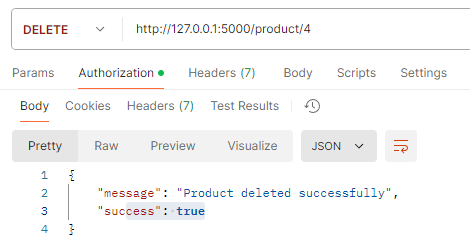 DELETE http://127.0.0.1:5000/product/4
Params Authorization Headers (7) Body Scripts Settings
Body Cookies Headers (7) Test Results
Pretty Raw Preview Visualize JSON
1 {
2 "message": "Product deleted successfully",
3 "success": true
4 }